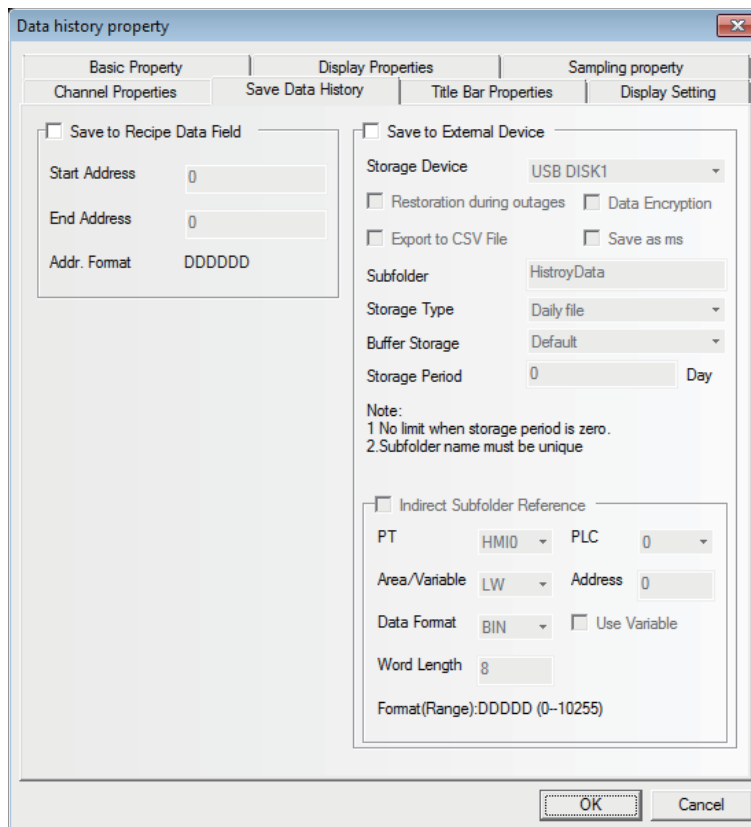 Data history property
Basic Property
Display Properties
Sampling property
Channel Properties
Save Data History
Title Bar Properties
Display Setting
Save to Recipe Data Field
Start Address
0
End Address
0
Addr. Format
DDDDDD
Save to External Device
Storage Device
USB DISK1
Restoration during outages
Data Encryption
Export to CSV File
Save as ms
Subfolder
HistroyData
Storage Type
Daily file
Buffer Storage
Default
Storage Period
0
Day
Note:
1 No limit when storage period is zero.
2.Subfolder name must be unique
Indirect Subfolder Reference
PT
HMI0
PLC
0
Area/Variable
LW
Address
0
Data Format
BIN
Use Variable
Word Length
8
Format(Range):DDDDD (0--10255)
OK
Cancel